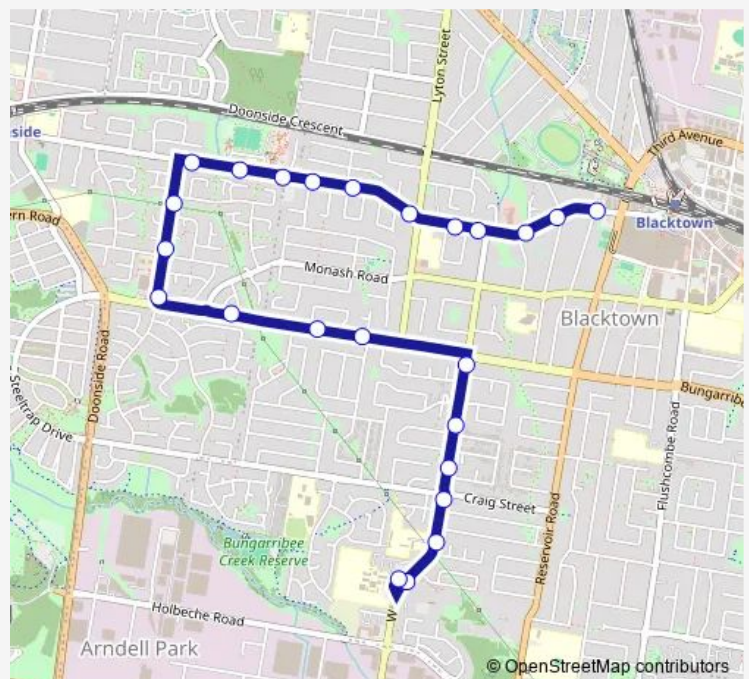 Lyton Street
Doonside Crescent
side
Third Avenue
Blacktown
ern Road
Monash Road
Blacktown
Doonside Road
Bungarribe
Steeltrap Drive
Flushcombe Road
Craig Street
Reservoir Road
Bungarribee
Creek Reserve
Holbeche Road
W
Arndell Park
© OpenStreetMap contributors